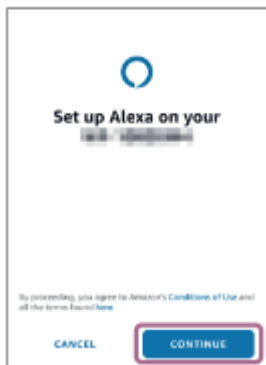 Set up Alexa on your
By proceeding, you agree to Amazon's Conditions of Use and
all the terms found here.
CANCEL
CONTINUE